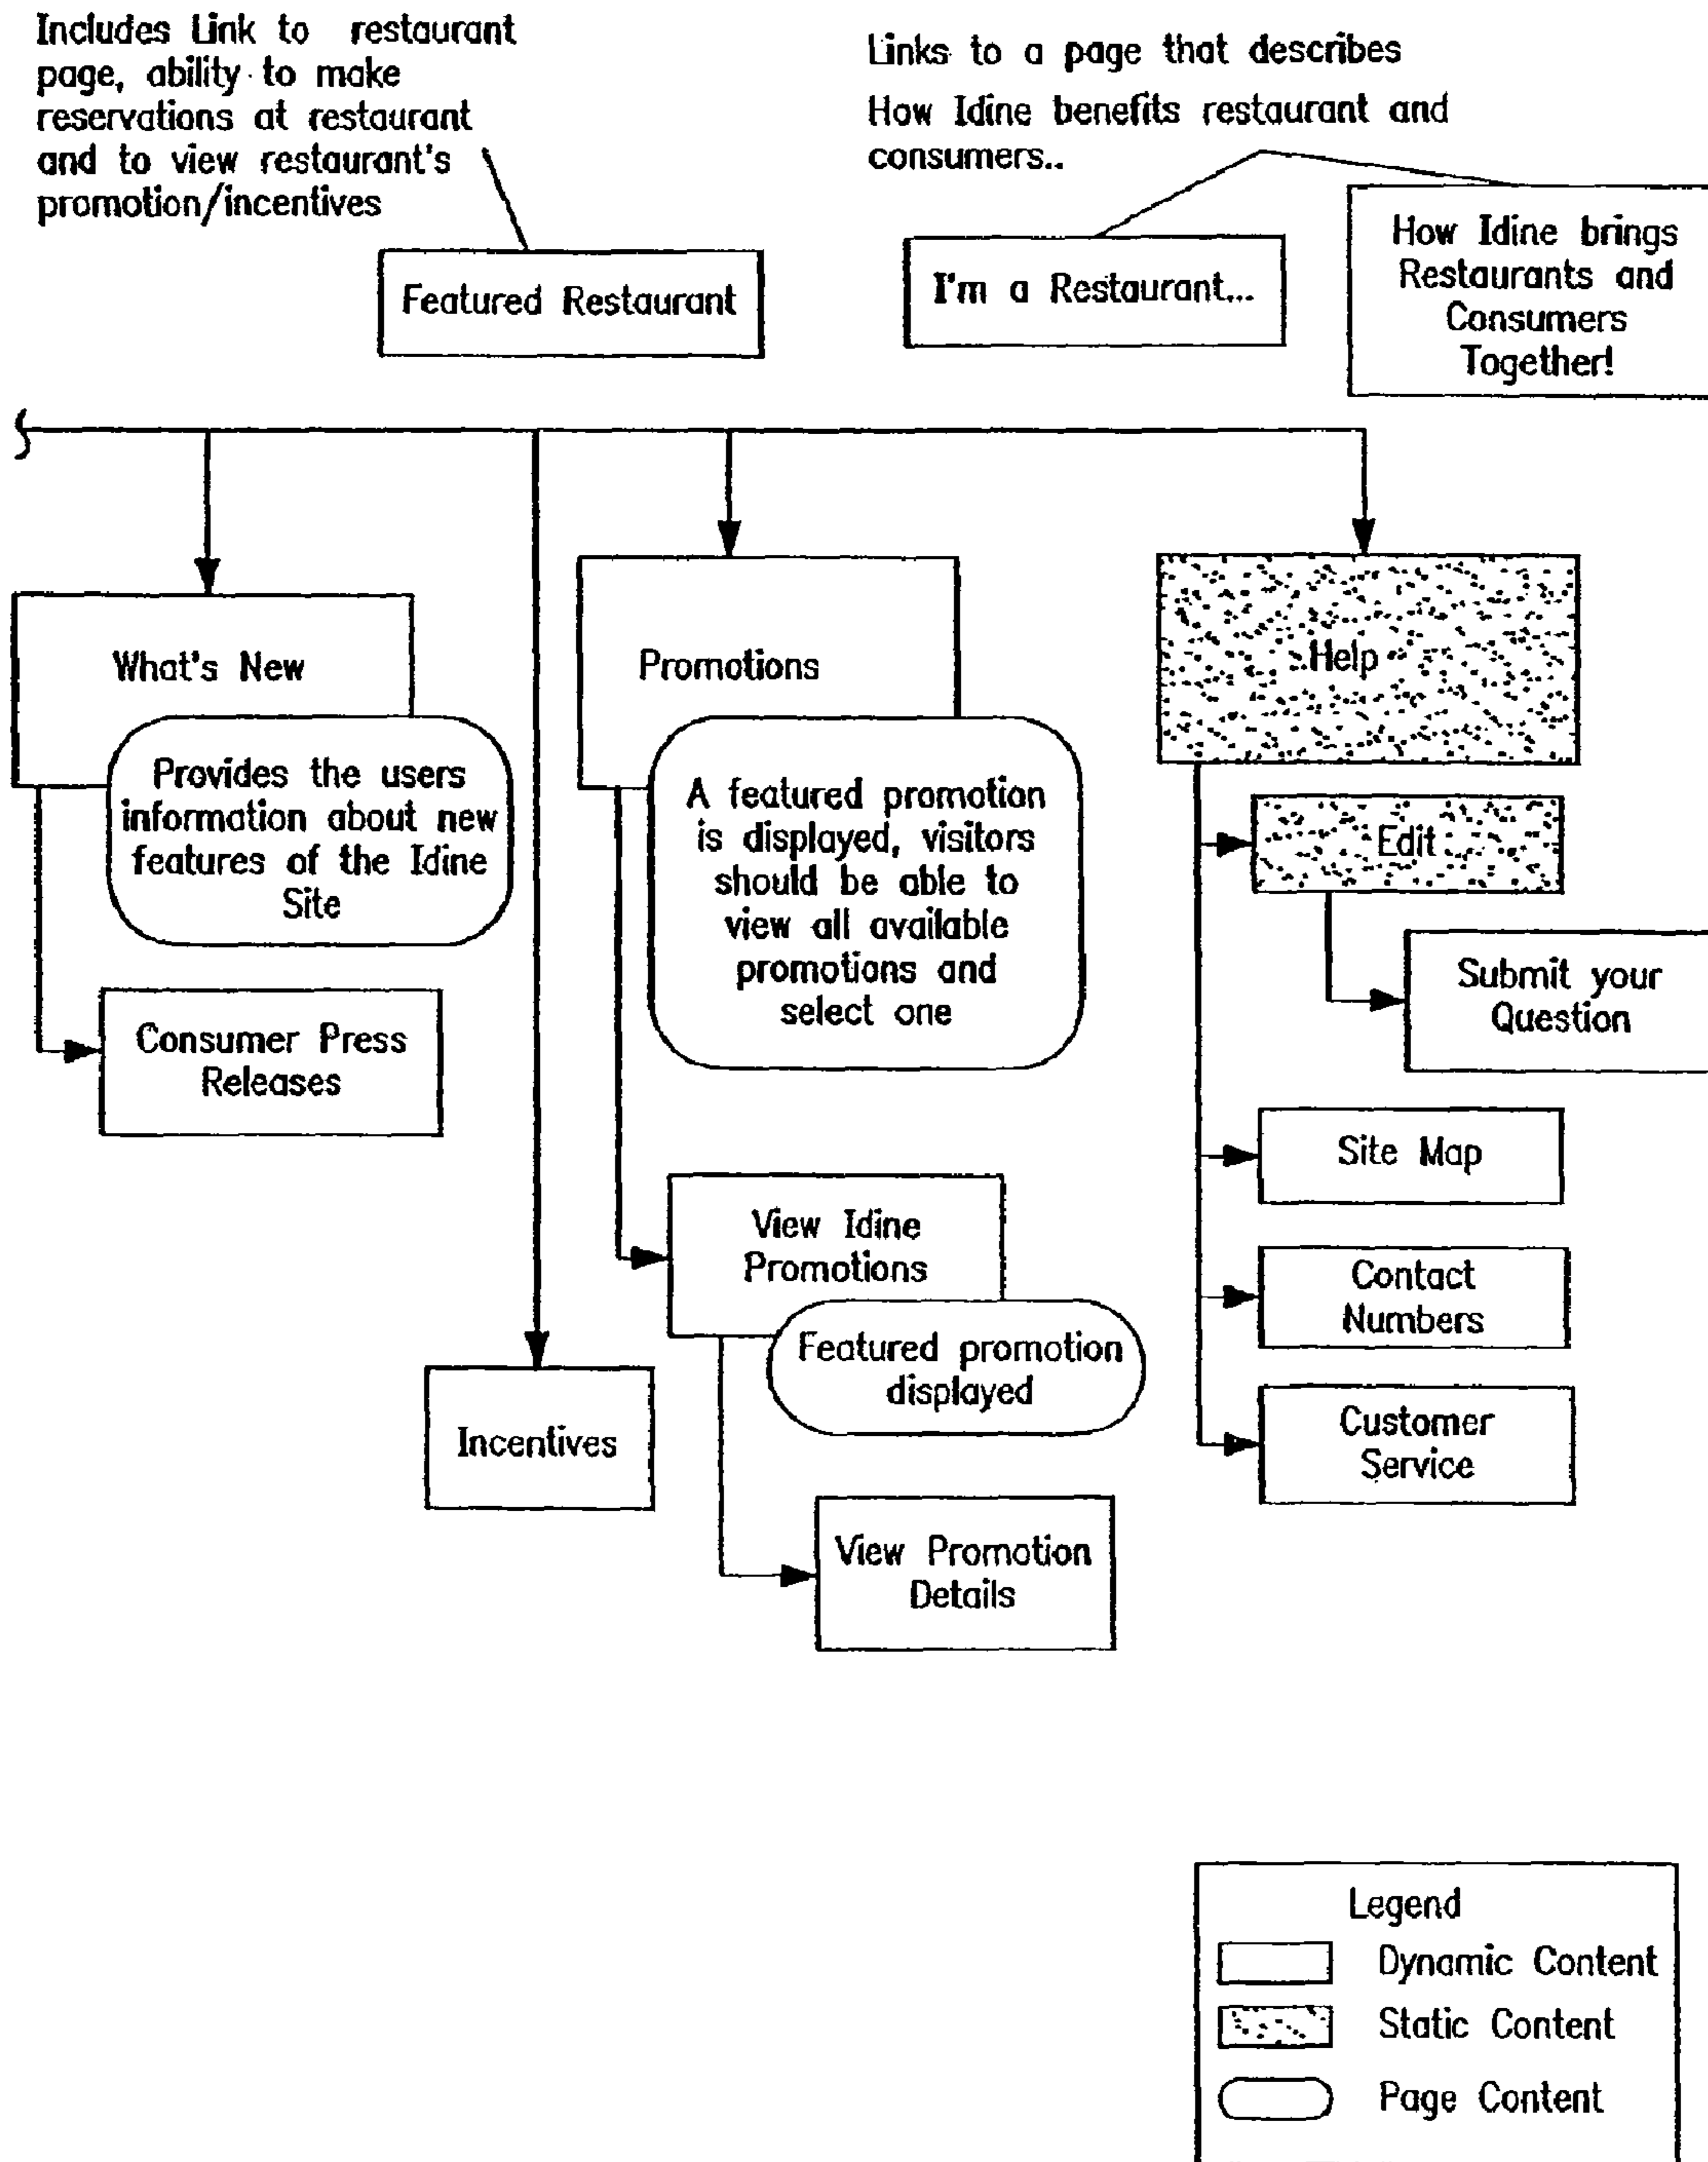 Includes Link to restaurant
page, ability to make
reservations at restaurant
and to view restaurant's
promotion/incentives
Links to a page that describes
How Idine benefits restaurant and
consumers..
Featured Restaurant
I'm a Restaurant...
How Idine brings
Restaurants and
Consumers
Together!
What's New
Provides the users
information about new
features of the Idine
Site
Consumer Press
Releases
Incentives
Promotions
A featured promotion
is displayed, visitors
should be able to
view all available
promotions and
select one
View Idine
Promotions
Featured promotion
displayed
View Promotion
Details
Help
Edit
Submit your
Question
Site Map
Contact
Numbers
Customer
Service
Legend
Dynamic Content
Static Content
Page Content